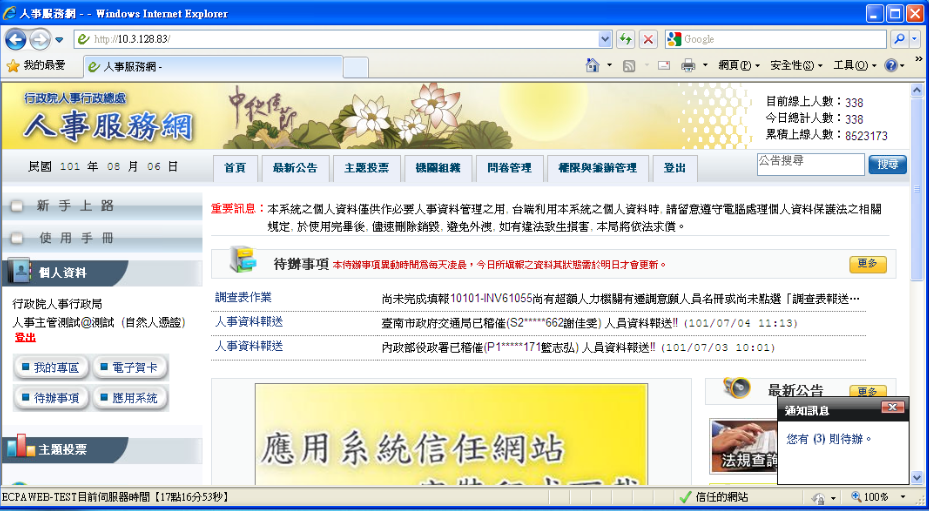 人事服務網 - - Windows Internet Explorer
http://10.3.128.83/
Google
我的最愛
人事服務網 -
網頁(P)
安全性(S)
工具(O)
行政院人事行政總處
人事服務網
中秋佳節
目前線上人數：338
今日總計人數：338
累積上線人數：8523173
民國 101 年 08 月 06 日
首頁
最新公告
主題投票
機關組織
問卷管理
權限與兼辦管理
登出
公告搜尋
搜尋
新手上路
使用手冊
個人資料
行政院人事行政局
人事主管測試@測試 (自然人憑證)
登出
我的專區
電子賀卡
待辦事項
應用系統
主題投票
重要訊息：本系統之個人資料僅供作必要人事資料管理之用, 台端利用本系統之個人資料時, 請留意遵守電腦處理個人資料保護法之相關
規定, 於使用完畢後, 儘速刪除銷毀, 避免外洩, 如有違法致生損害, 本局將依法求償。
待辦事項 本待辦事項異動時間為每天凌晨，今日所填報之資料其狀態需於明日才會更新。
更多
調查表作業 尚未完成填報10101-INV61055尚有超額人力機關有遷調意願人員名冊或尚未點選「調查表報送…
人事資料報送 臺南市政府交通局已稽催(S2*****662謝佳雯) 人員資料報送!! (101/07/04 11:13)
人事資料報送 內政部役政署已稽催(P1*****171藍志弘) 人員資料報送!! (101/07/03 10:01)
應用系統信任網站
最新公告
更多
法規查詢
通知訊息
您有 (3) 則待辦。
ECPAWEB-TEST目前伺服器時間【17點16分53秒】
信任的網站
100%